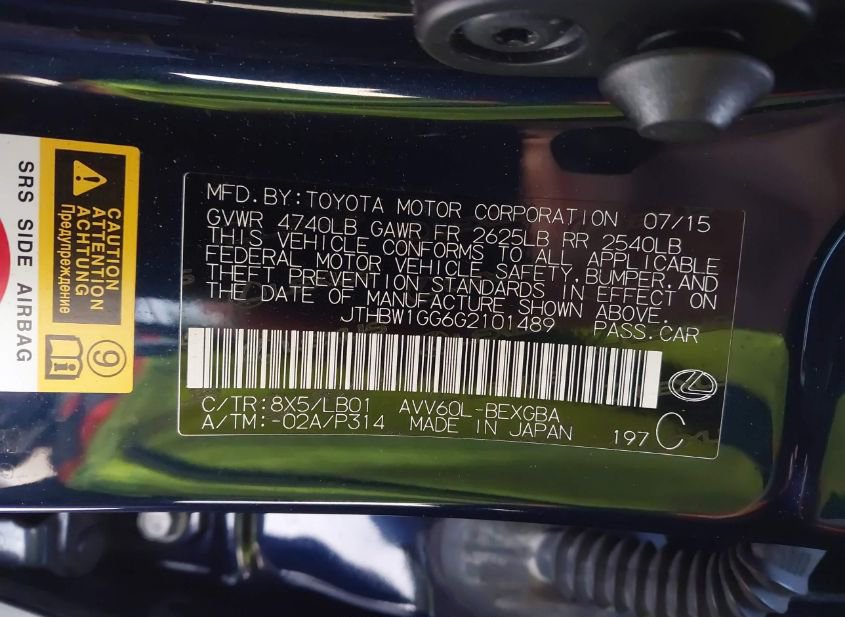 MFD.BY:TOYOTA MOTOR CORPORATION 07/15
GVWR 4740LB GAWR FR 2625LB RR 2540LB
THIS VEHICLE CONFORMS TO ALL APPLICABLE
FEDERAL MOTOR VEHICLE SAFETY,BUMPER,AND
THEFT PREVENTION STANDARDS IN EFFECT ON
THE DATE OF MANUFACTURE SHOWN ABOVE.
JTHBW1GG6G2101489 PASS.CAR
C/TR:8X5/LB01 AVV60L-BEXGBA
A/TM:-02A/P314 MADE IN JAPAN 197 C
SRS SIDE AIRBAG
CAUTION
ATTENTION
ACHTUNG
Предупреждение
9